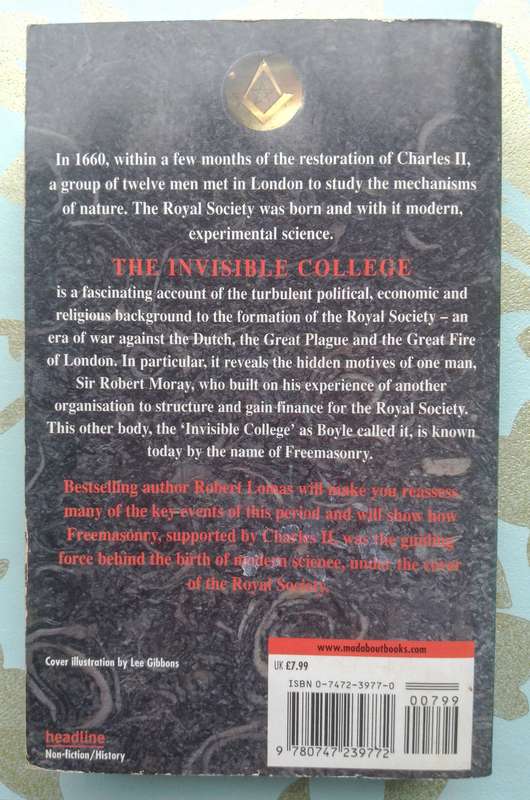 In 1660, within a few months of the restoration of Charles II,
a group of twelve men met in London to study the mechanisms
of nature. The Royal Society was born and with it modern,
experimental science.
THE INVISIBLE COLLEGE
is a fascinating account of the turbulent political, economic and
religious background to the formation of the Royal Society – an
era of war against the Dutch, the Great Plague and the Great Fire
of London. In particular, it reveals the hidden motives of one man,
Sir Robert Moray, who built on his experience of another
organisation to structure and gain finance for the Royal Society.
This other body, the ‘Invisible College’ as Boyle called it, is known
today by the name of Freemasonry.
Bestselling author Robert Lomas will make you reassess
many of the key events of this period and will show how
Freemasonry, supported by Charles II, was the guiding
force behind the birth of modern science, under the cover
of the Royal Society.
www.madaboutbooks.com
Cover illustration by Lee Gibbons
UK £7.99
ISBN 0-7472-3977-0
00799
9 780747 239772
headline
Non-fiction/History